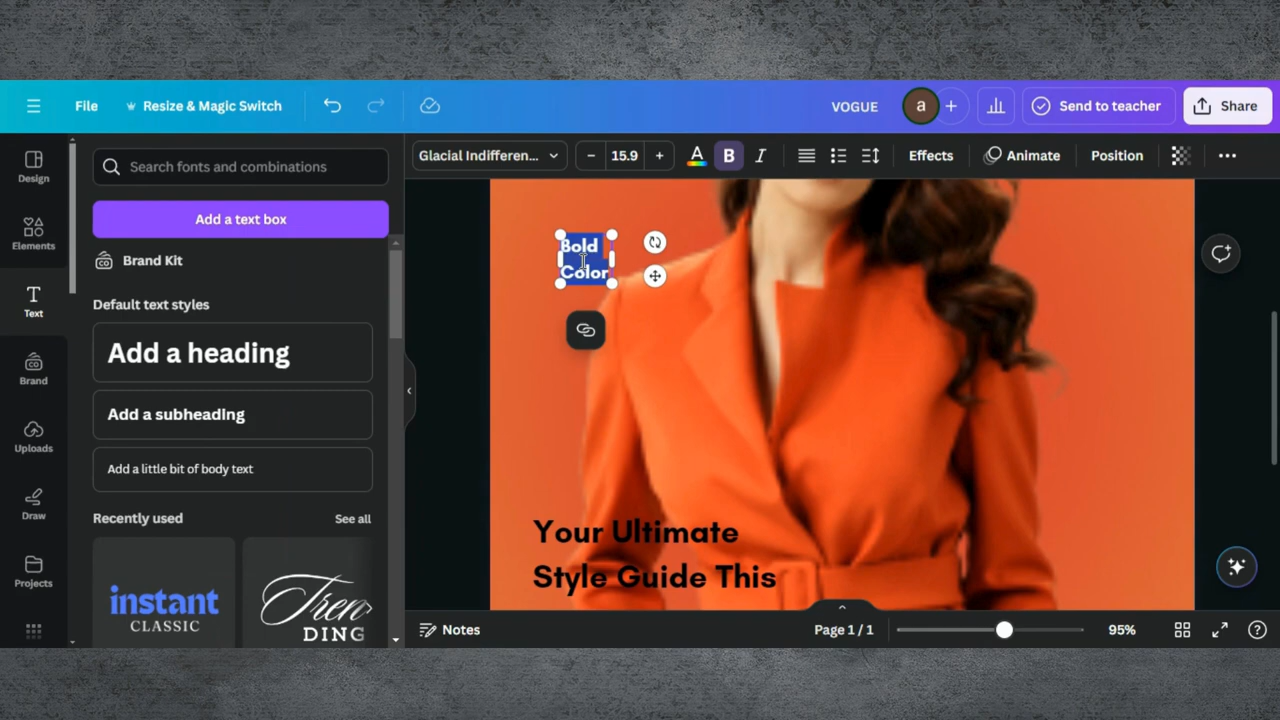 File
Resize & Magic Switch
VOGUE
a
Send to teacher
Share
Design
Elements
Text
Brand
Uploads
Draw
Projects
Search fonts and combinations
Add a text box
Brand Kit
Default text styles
Add a heading
Add a subheading
Add a little bit of body text
Recently used
See all
instant
CLASSIC
DING
Glacial Indifferen...
15.9
A
B
I
Effects
Animate
Position
Bold
Color
Your Ultimate
Style Guide This
Notes
Page 1 / 1
95%